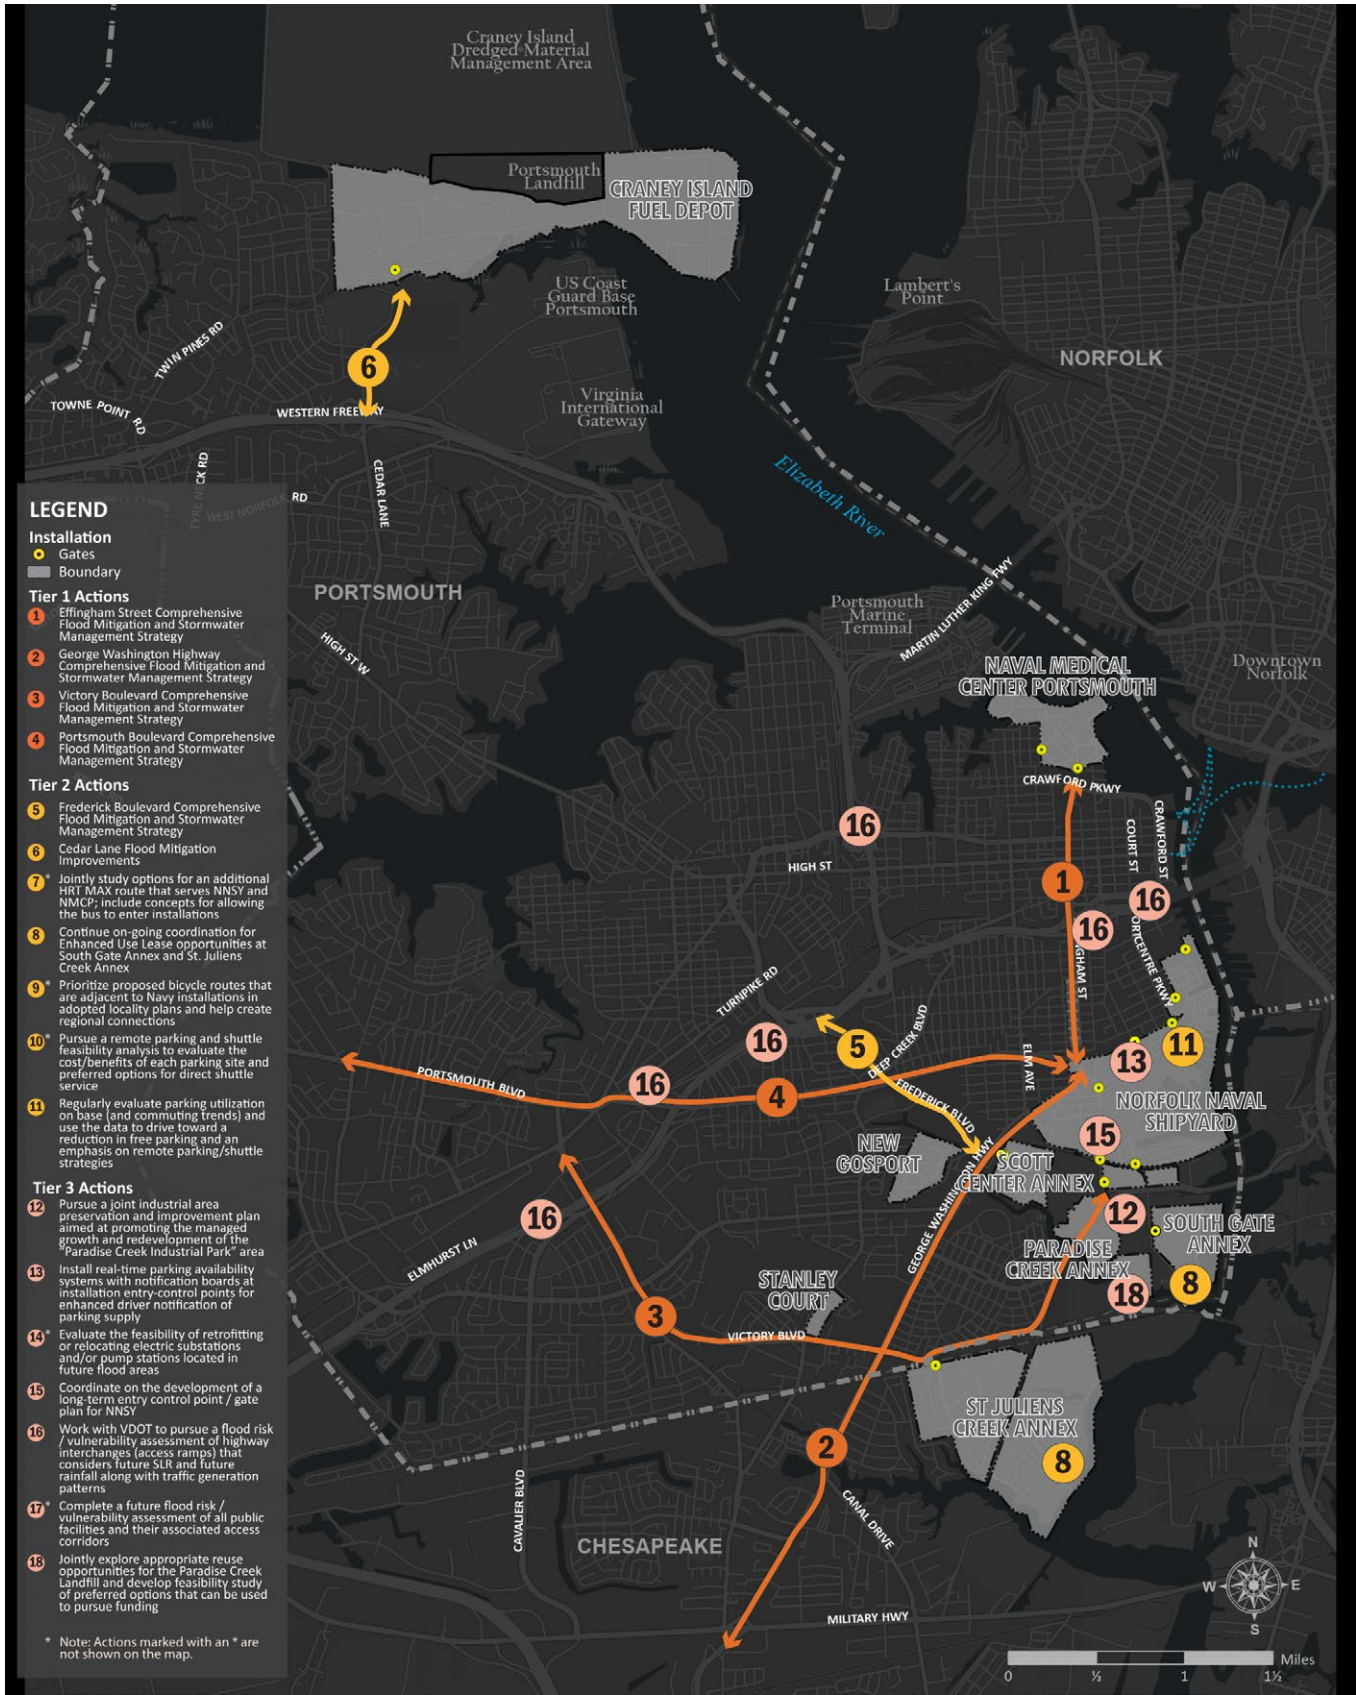 Craney Island
Dredged Material
Management Area
Portsmouth
Landfill
CRANEY ISLAND
FUEL DEPOT
US Coast
Guard Base
Portsmouth
Lambert's
Point
NORFOLK
TWIN PINES RD
6
TOWNE POINT RD
WESTERN FREEWAY
Virginia
International
Gateway
Elizabeth River
CEDAR LANE
WEST NORFOLK RD
PORTSMOUTH
HIGH ST W
Portsmouth
Marine
Terminal
MARTIN LUTHER KING FWY
NAVAL MEDICAL
CENTER PORTSMOUTH
Downtown
Norfolk
CRAWFORD PKWY
CRAWFORD ST
COURT ST
16
HIGH ST
1
16
16
PORTCENTRE PKWY
TURNPIKE RD
16
5
DEEP CREEK BLVD
ELM AVE
13
11
PORTSMOUTH BLVD
16
4
FREDERICK BLVD
NORFOLK NAVAL
SHIPYARD
15
NEW
GOSPORT
SCOTT
CENTER ANNEX
GEORGE WASHINGTON HWY
16
12
SOUTH GATE
ANNEX
ELMHURST LN
PARADISE
CREEK ANNEX
STANLEY
COURT
18
8
3
VICTORY BLVD
ST JULIENS
CREEK ANNEX
2
8
CAVALIER BLVD
CANAL DRIVE
CHESAPEAKE
MILITARY HWY
N
W
E
S
Miles
0
½
1
1½
LEGEND
Installation
Gates
Boundary
Tier 1 Actions
1 Effingham Street Comprehensive
Flood Mitigation and Stormwater
Management Strategy
2 George Washington Highway
Comprehensive Flood Mitigation and
Stormwater Management Strategy
3 Victory Boulevard Comprehensive
Flood Mitigation and Stormwater
Management Strategy
4 Portsmouth Boulevard Comprehensive
Flood Mitigation and Stormwater
Management Strategy
Tier 2 Actions
5 Frederick Boulevard Comprehensive
Flood Mitigation and Stormwater
Management Strategy
6 Cedar Lane Flood Mitigation
Improvements
7 * Jointly study options for an additional
HRT MAX route that serves NNSY and
NMCP; include concepts for allowing
the bus to enter installations
8 Continue on-going coordination for
Enhanced Use Lease opportunities at
South Gate Annex and St. Juliens
Creek Annex
9 * Prioritize proposed bicycle routes that
are adjacent to Navy installations in
adopted locality plans and help create
regional connections
10 * Pursue a remote parking and shuttle
feasibility analysis to evaluate the
cost/benefits of each parking site and
preferred options for direct shuttle
service
11 Regularly evaluate parking utilization
on base (and commuting trends) and
use the data to drive toward a
reduction in free parking and an
emphasis on remote parking/shuttle
strategies
Tier 3 Actions
12 Pursue a joint industrial area
preservation and improvement plan
aimed at promoting the managed
growth and redevelopment of the
"Paradise Creek Industrial Park" area
13 Install real-time parking availability
systems with notification boards at
installation entry-control points for
enhanced driver notification of
parking supply
14 * Evaluate the feasibility of retrofitting
or relocating electric substations
and/or pump stations located in
future flood areas
15 Coordinate on the development of a
long-term entry control point / gate
plan for NNSY
16 Work with VDOT to pursue a flood risk
/ vulnerability assessment of highway
interchanges (access ramps) that
considers future SLR and future
rainfall along with traffic generation
patterns
17 * Complete a future flood risk /
vulnerability assessment of all public
facilities and their associated access
corridors
18 Jointly explore appropriate reuse
opportunities for the Paradise Creek
Landfill and develop feasibility study
of preferred options that can be used
to pursue funding
* Note: Actions marked with an * are
not shown on the map.